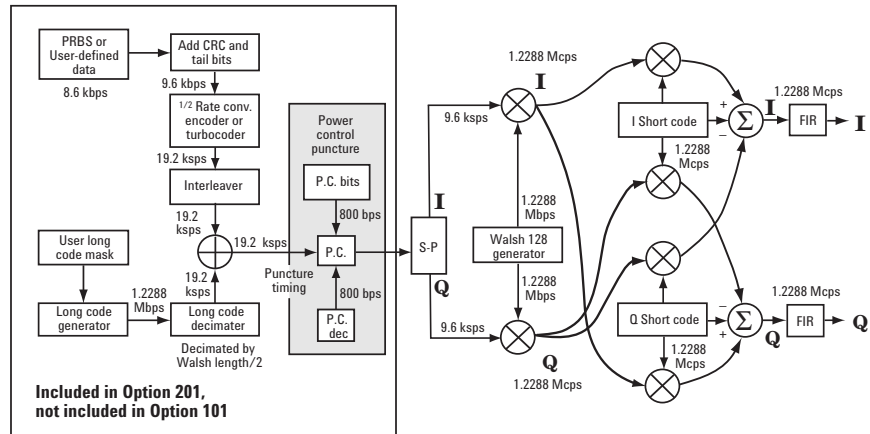 PRBS or
User-defined
data
8.6 kbps
Add CRC and
tail bits
9.6 ksps
1/2 Rate conv.
encoder or
turbocoder
19.2 ksps
Interleaver
19.2
ksps
User long
code mask
Long code
generator
1.2288
Mbps
19.2
ksps
Long code
decimater
Decimated by
Walsh length/2
19.2 ksps
Puncture
timing
Power
control
puncture
P.C. bits
800 bps
P.C.
800 bps
P.C.
dec
Included in Option 201,
not included in Option 101
I
S-P
Q
9.6 ksps
9.6 ksps
1.2288 Mcps
I
1.2288
Mbps
Walsh 128
generator
1.2288
Mbps
Q
1.2288 Mcps
I Short code
1.2288
Mcps
Q Short code
1.2288
Mcps
+
−
Σ
I
1.2288 Mcps
FIR
I
−
+
Σ
Q
1.2288 Mcps
FIR
Q